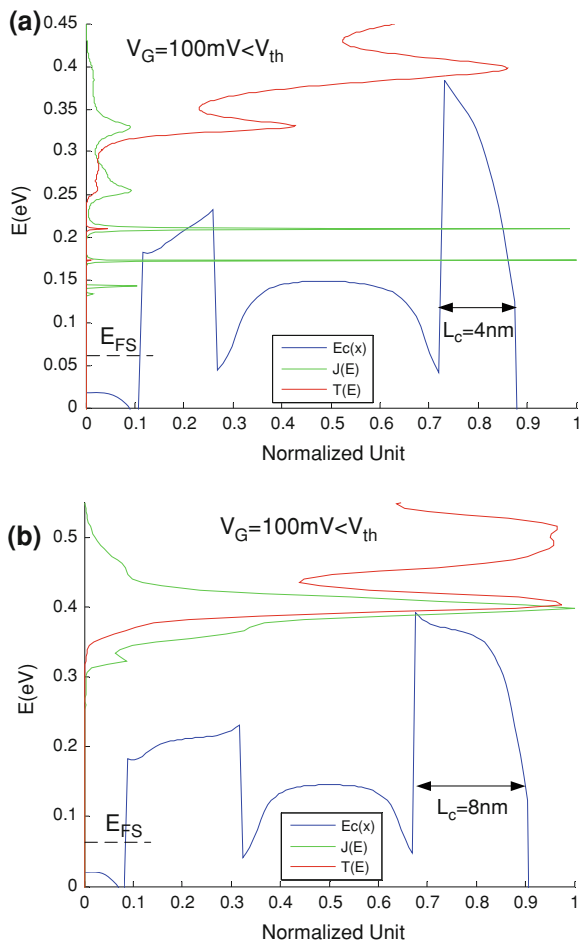 (a)
V_G=100mV<V_th
E(eV)
0.45
0.4
0.35
0.3
0.25
0.2
0.15
0.1
0.05
0
E_FS
L_c=4nm
Ec(x)
J(E)
T(E)
0 0.1 0.2 0.3 0.4 0.5 0.6 0.7 0.8 0.9 1
Normalized Unit
(b)
V_G=100mV<V_th
E(eV)
0.5
0.4
0.3
0.2
0.1
0
E_FS
L_c=8nm
Ec(x)
J(E)
T(E)
0 0.1 0.2 0.3 0.4 0.5 0.6 0.7 0.8 0.9 1
Normalized Unit